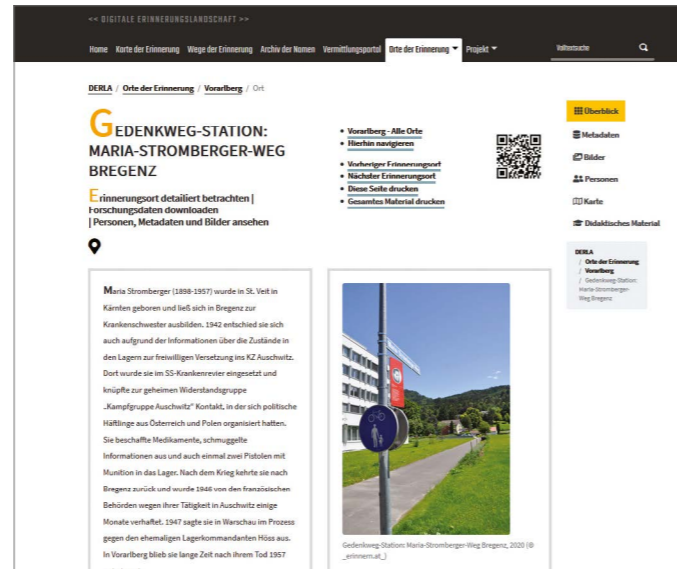 << DIGITALE ERINNERUNGSLANDSCHAFT >>
Home Karte der Erinnerung Wege der Erinnerung Archiv der Namen Vermittlungsportal Orte der Erinnerung Projekt Volltextsuche
DERLA / Orte der Erinnerung / Vorarlberg / Ort
GEDENKWEG-STATION:
MARIA-STROMBERGER-WEG
BREGENZ
Erinnerungsort detailiert betrachten |
Forschungsdaten downloaden
| Personen, Metadaten und Bilder ansehen
Vorarlberg - Alle Orte
Hierhin navigieren
Vorheriger Erinnerungsort
Nächster Erinnerungsort
Diese Seite drucken
Gesamtes Material drucken
Überblick
Metadaten
Bilder
Personen
Karte
Didaktisches Material
DERLA
/ Orte der Erinnerung
/ Vorarlberg
/ Gedenkweg-Station:
Maria-Stromberger-
Weg Bregenz
Maria Stromberger (1898-1957) wurde in St. Veit in
Kärnten geboren und ließ sich in Bregenz zur
Krankenschwester ausbilden. 1942 entschied sie sich
auch aufgrund der Informationen über die Zustände in
den Lagern zur freiwilligen Versetzung ins KZ Auschwitz.
Dort wurde sie im SS-Krankenrevier eingesetzt und
knüpfte zur geheimen Widerstandsgruppe
„Kampfgruppe Auschwitz" Kontakt, in der sich politische
Häftlinge aus Österreich und Polen organisiert hatten.
Sie beschaffte Medikamente, schmuggelte
Informationen aus und auch einmal zwei Pistolen mit
Munition in das Lager. Nach dem Krieg kehrte sie nach
Bregenz zurück und wurde 1946 von den französischen
Behörden wegen ihrer Tätigkeit in Auschwitz einige
Monate verhaftet. 1947 sagte sie in Warschau im Prozess
gegen den ehemaligen Lagerkommandanten Höss aus.
In Vorarlberg blieb sie lange Zeit nach ihrem Tod 1957
Gedenkweg-Station: Maria-Stromberger-Weg Bregenz, 2020 (©
_erinnern.at_)